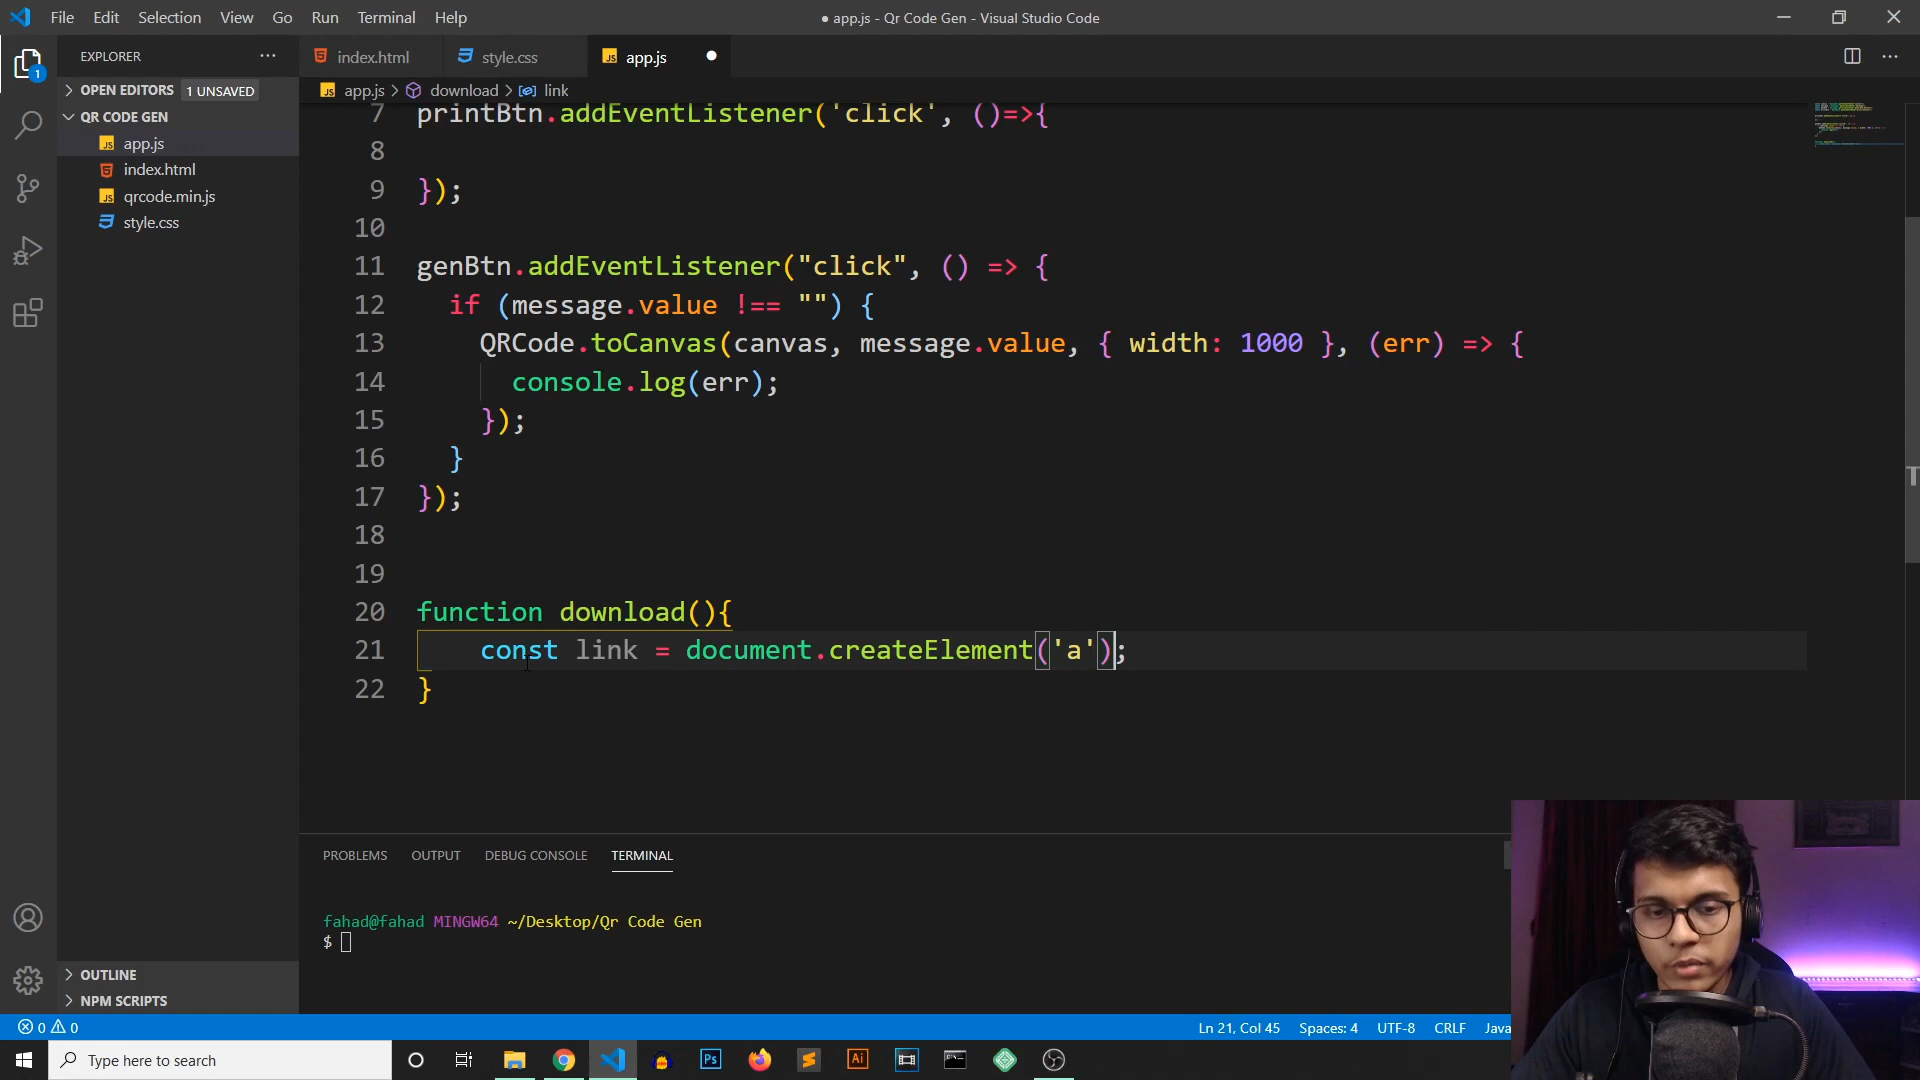 File Edit Selection View Go Run Terminal Help
● app.js - Qr Code Gen - Visual Studio Code
EXPLORER
index.html
style.css
app.js
OPEN EDITORS 1 UNSAVED
app.js > download > link
QR CODE GEN
app.js
index.html
qrcode.min.js
style.css
1
7 printBtn.addEventListener('click', ()=>{
8
9 });
10
11 genBtn.addEventListener("click", () => {
12 if (message.value !== "") {
13 QRCode.toCanvas(canvas, message.value, { width: 1000 }, (err) => {
14 console.log(err);
15 });
16 }
17 });
18
19
20 function download(){
21 const link = document.createElement('a');
22 }
PROBLEMS OUTPUT DEBUG CONSOLE TERMINAL
fahad@fahad MINGW64 ~/Desktop/Qr Code Gen
$
OUTLINE
NPM SCRIPTS
0 0
Ln 21, Col 45 Spaces: 4 UTF-8 CRLF Java
Type here to search
Ps
Ai